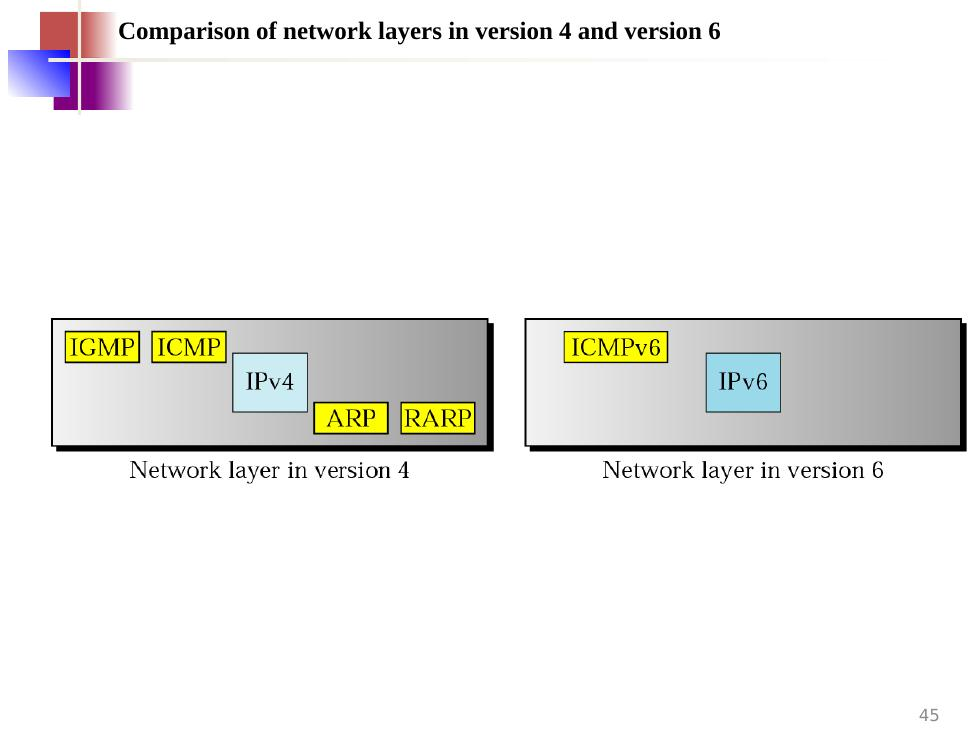 Comparison of network layers in version 4 and version 6
IGMP ICMP
IPv4
ARP RARP
Network layer in version 4
ICMPv6
IPv6
Network layer in version 6
45